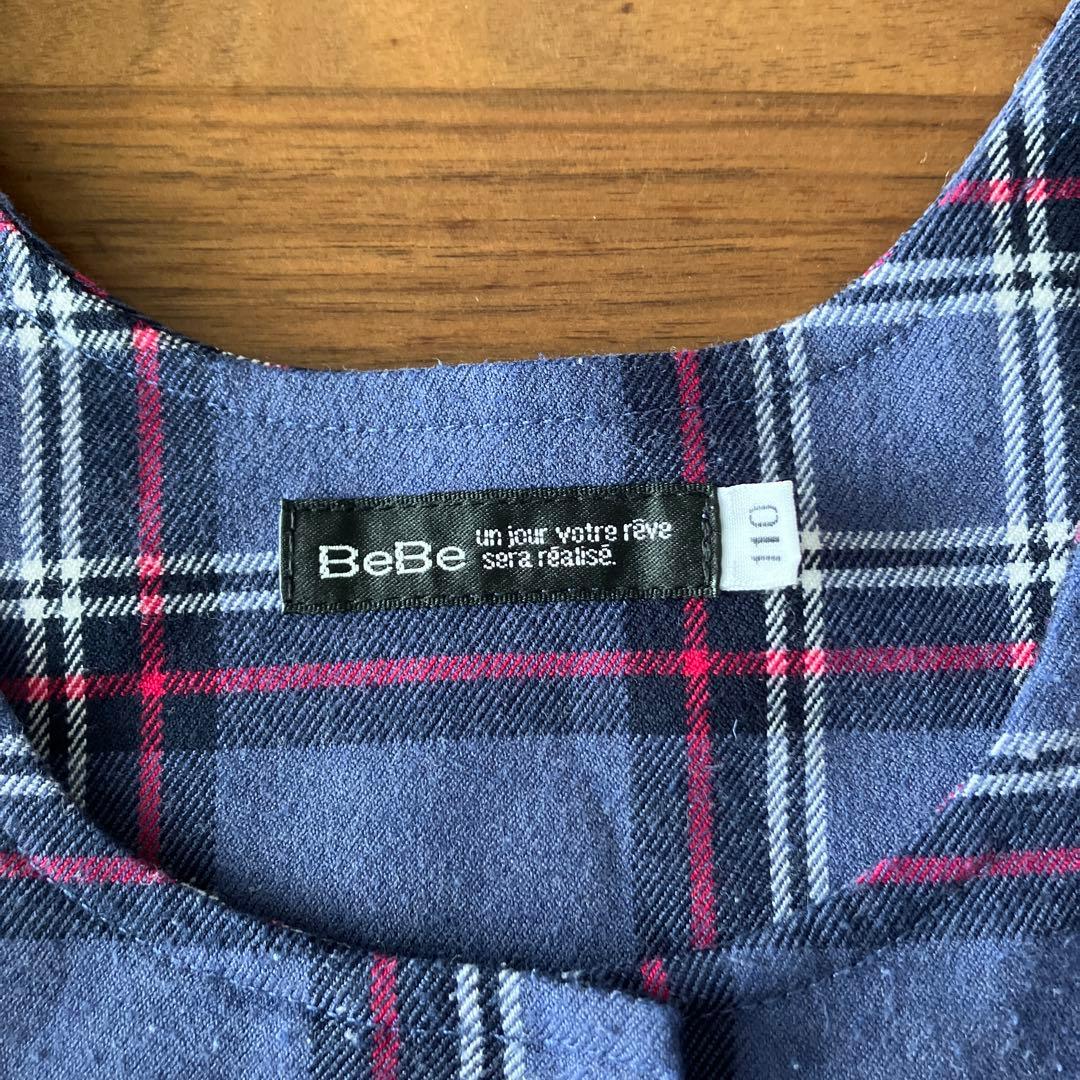 BeBe
un jour votre rêve
sera réalisé.
110